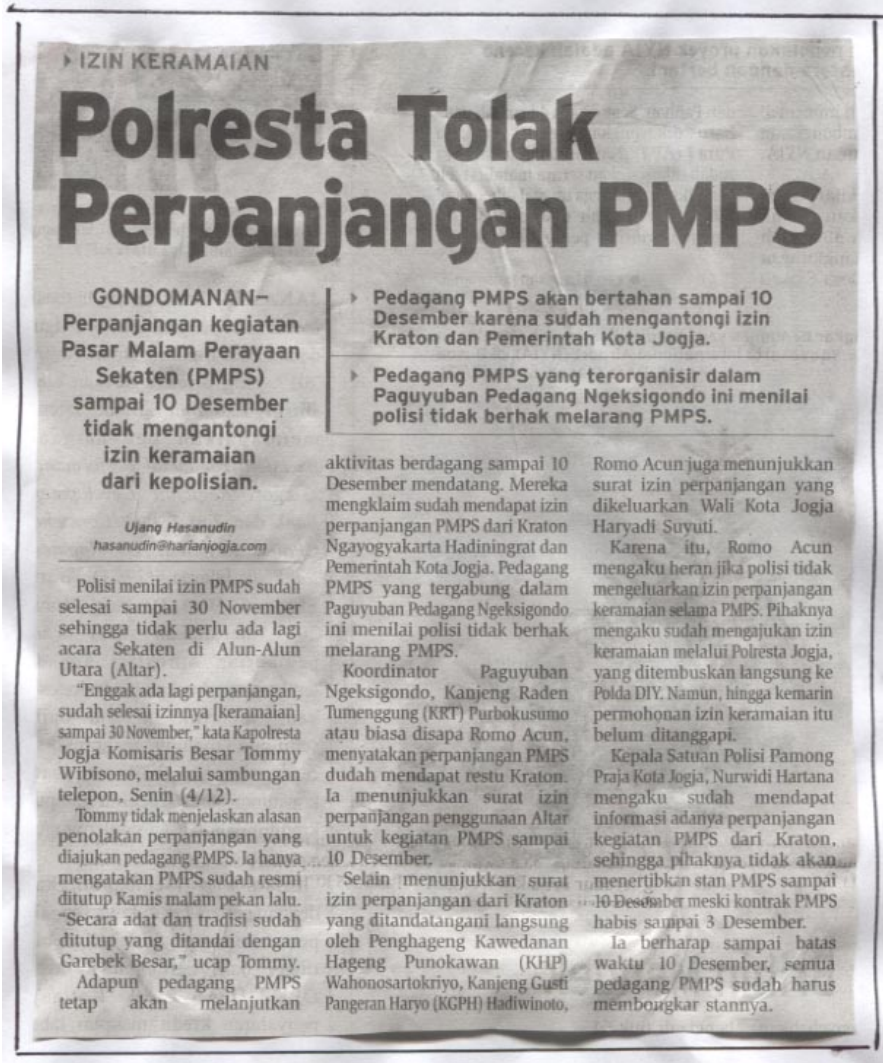 IZIN KERAMAIAN
Polresta Tolak
Perpanjangan PMPS
GONDOMANAN–
Perpanjangan kegiatan
Pasar Malam Perayaan
Sekaten (PMPS)
sampai 10 Desember
tidak mengantongi
izin keramaian
dari kepolisian.
Ujang Hasanudin
hasanudin@harianjogja.com
Pedagang PMPS akan bertahan sampai 10
Desember karena sudah mengantongi izin
Kraton dan Pemerintah Kota Jogja.
Pedagang PMPS yang terorganisir dalam
Paguyuban Pedagang Ngeksigondo ini menilai
polisi tidak berhak melarang PMPS.
Polisi menilai izin PMPS sudah
selesai sampai 30 November
sehingga tidak perlu ada lagi
acara Sekaten di Alun-Alun
Utara (Altar).
"Enggak ada lagi perpanjangan,
sudah selesai izinnya [keramaian]
sampai 30 November," kata Kapolresta
Jogja Komisaris Besar Tommy
Wibisono, melalui sambungan
telepon, Senin (4/12).
Tommy tidak menjelaskan alasan
penolakan perpanjangan yang
diajukan pedagang PMPS. Ia hanya
mengatakan PMPS sudah resmi
ditutup Kamis malam pekan lalu.
"Secara adat dan tradisi sudah
ditutup yang ditandai dengan
Garebek Besar," ucap Tommy.
Adapun pedagang PMPS
tetap akan melanjutkan
aktivitas berdagang sampai 10
Desember mendatang. Mereka
mengklaim sudah mendapat izin
perpanjangan PMPS dari Kraton
Ngayogyakarta Hadiningrat dan
Pemerintah Kota Jogja. Pedagang
PMPS yang tergabung dalam
Paguyuban Pedagang Ngeksigondo
ini menilai polisi tidak berhak
melarang PMPS.
Koordinator Paguyuban
Ngeksigondo, Kanjeng Raden
Tumenggung (KRT) Purbokusumo
atau biasa disapa Romo Acun,
menyatakan perpanjangan PMPS
dudah mendapat restu Kraton.
Ia menunjukkan surat izin
perpanjangan penggunaan Altar
untuk kegiatan PMPS sampai
10 Desember.
Selain menunjukkan surat
izin perpanjangan dari Kraton
yang ditandatangani langsung
oleh Penghageng Kawedanan
Hageng Punokawan (KHP)
Wahonosartokriyo, Kanjeng Gusti
Pangeran Haryo (KGPH) Hadiwinoto,
Romo Acun juga menunjukkan
surat izin perpanjangan yang
dikeluarkan Wali Kota Jogja
Haryadi Suyuti.
Karena itu, Romo Acun
mengaku heran jika polisi tidak
mengeluarkan izin perpanjangan
keramaian selama PMPS. Pihaknya
mengaku sudah mengajukan izin
keramaian melalui Polresta Jogja,
yang ditembuskan langsung ke
Polda DIY. Namun, hingga kemarin
permohonan izin keramaian itu
belum ditanggapi.
Kepala Satuan Polisi Pamong
Praja Kota Jogja, Nurwidi Hartana
mengaku sudah mendapat
informasi adanya perpanjangan
kegiatan PMPS dari Kraton,
sehingga pihaknya tidak akan
menertibkan stan PMPS sampai
10 Desember meski kontrak PMPS
habis sampai 3 Desember.
Ia berharap sampai batas
waktu 10 Desember, semua
pedagang PMPS sudah harus
membongkar stannya.